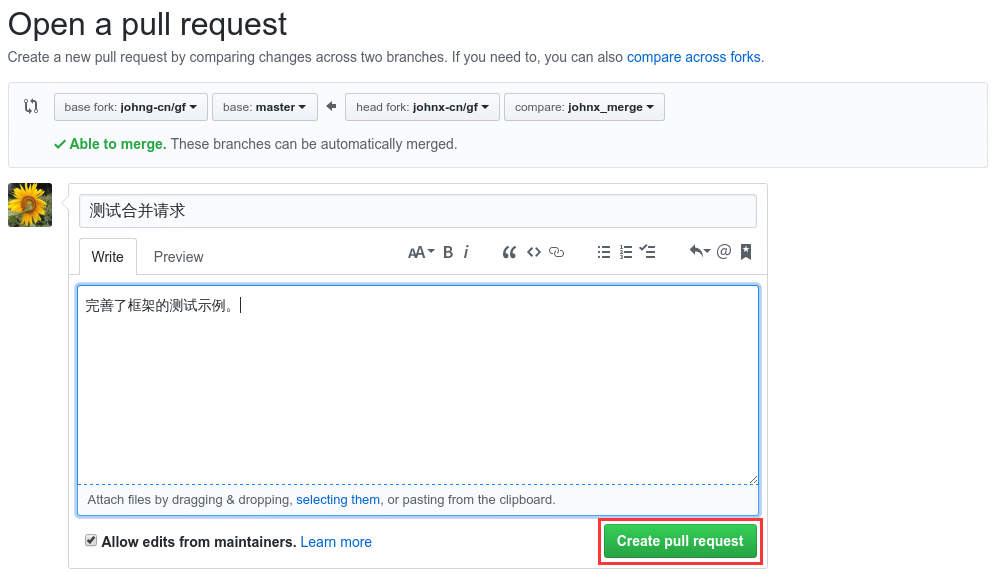 Open a pull request
Create a new pull request by comparing changes across two branches. If you need to, you can also compare across forks.
base fork: johng-cn/gf base: master head fork: johnx-cn/gf compare: johnx_merge
Able to merge. These branches can be automatically merged.
测试合并请求
Write Preview AA B i @
完善了框架的测试示例。
Attach files by dragging & dropping, selecting them, or pasting from the clipboard.
Allow edits from maintainers. Learn more Create pull request